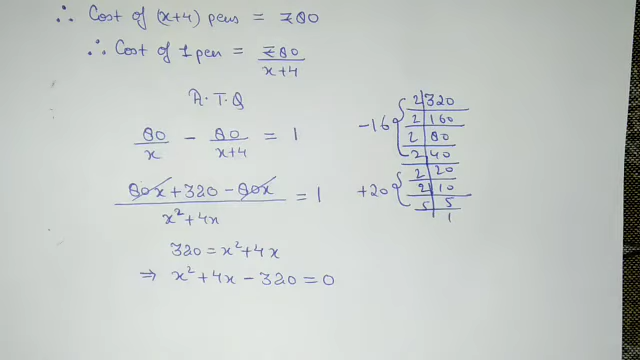 ∴ Cost of (x+4) pens = ₹80
∴ Cost of 1 pen = ₹80/(x+4)
A.T.Q
80/x - 80/(x+4) = 1
(80x + 320 - 80x)/(x² + 4x) = 1
320 = x² + 4x
⇒ x² + 4x - 320 = 0
-16
+20
2 | 320
2 | 160
2 | 80
2 | 40
2 | 20
2 | 10
5 | 5
1